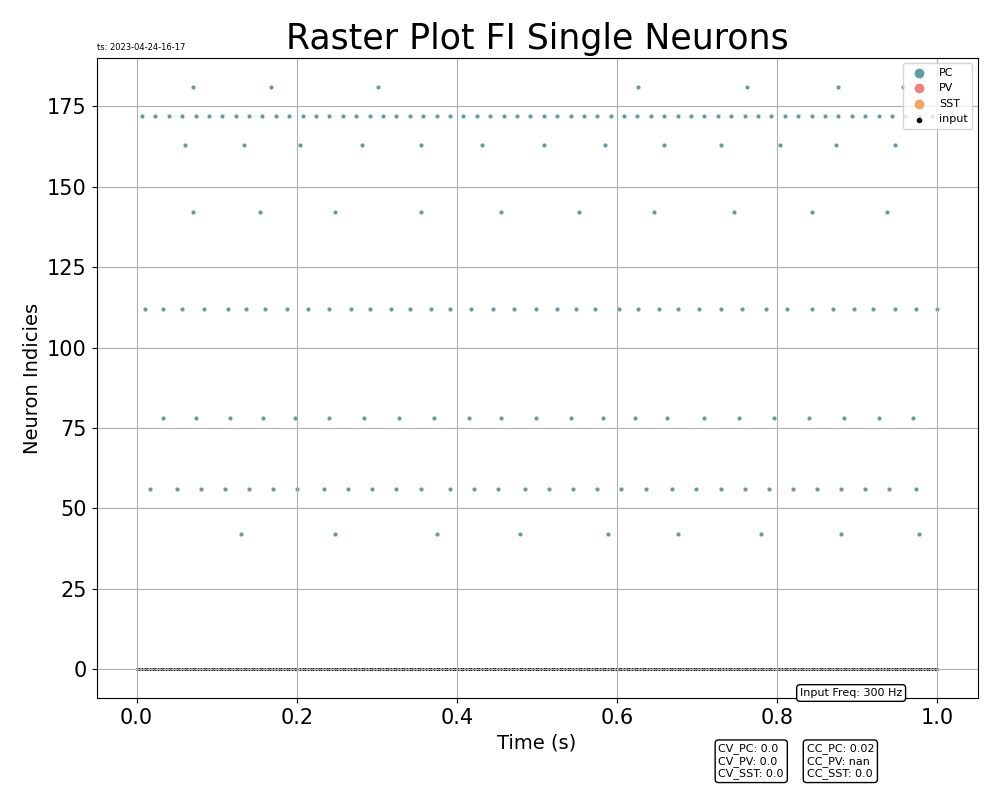 Raster Plot FI Single Neurons
ts: 2023-04-24-16-17
PC
PV
SST
input
175
150
125
100
75
50
25
0
Neuron Indicies
0.0 0.2 0.4 0.6 0.8 1.0
Time (s)
Input Freq: 300 Hz
CV_PC: 0.0
CV_PV: 0.0
CV_SST: 0.0
CC_PC: 0.02
CC_PV: nan
CC_SST: 0.0